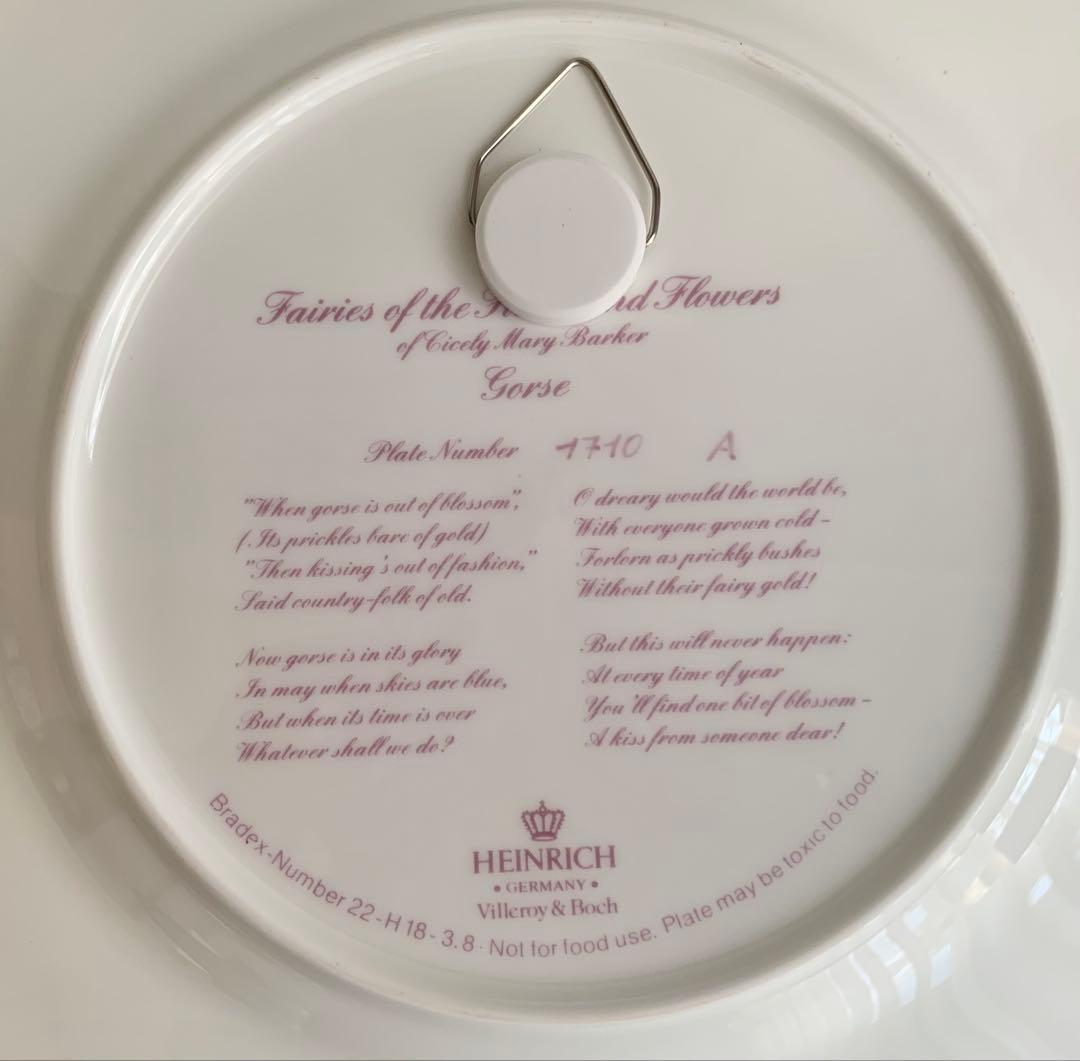 Fairies of the Flowers
of Cicely Mary Barker
Gorse
Plate Number 1710 A
"When gorse is out of blossom",
(Its prickles bare of gold)
"Then kissing's out of fashion,"
Said country-folk of old.
Now gorse is in its glory
In may when skies are blue,
But when its time is over
Whatever shall we do?
O dreary would the world be,
With everyone grown cold –
Forlorn as prickly bushes
Without their fairy gold!
But this will never happen:
At every time of year
You'll find one bit of blossom –
A kiss from someone dear!
HEINRICH
• GERMANY •
Villeroy & Boch
Bradex-Number 22-H18-3.8· Not for food use. Plate may be toxic to food.